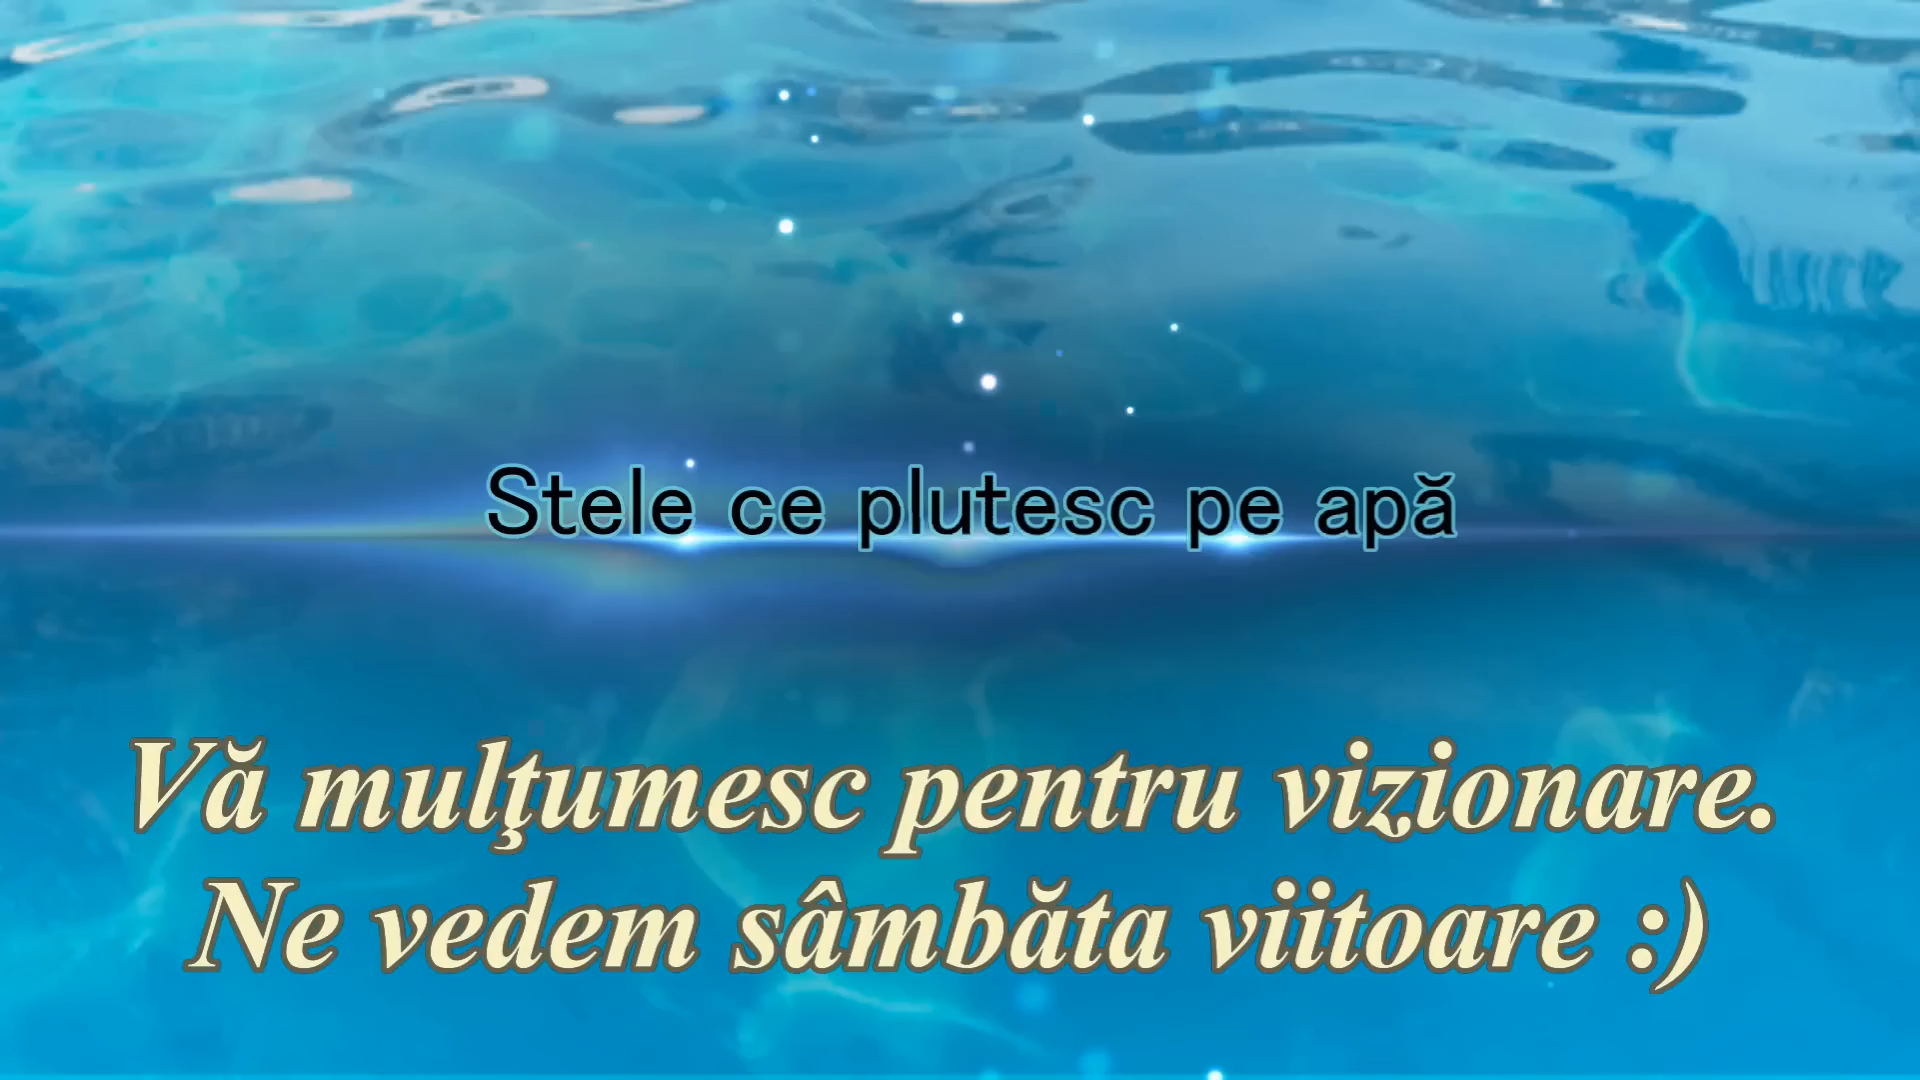 Stele ce plutesc pe apă
Vă mulţumesc pentru vizionare.
Ne vedem sâmbăta viitoare :)